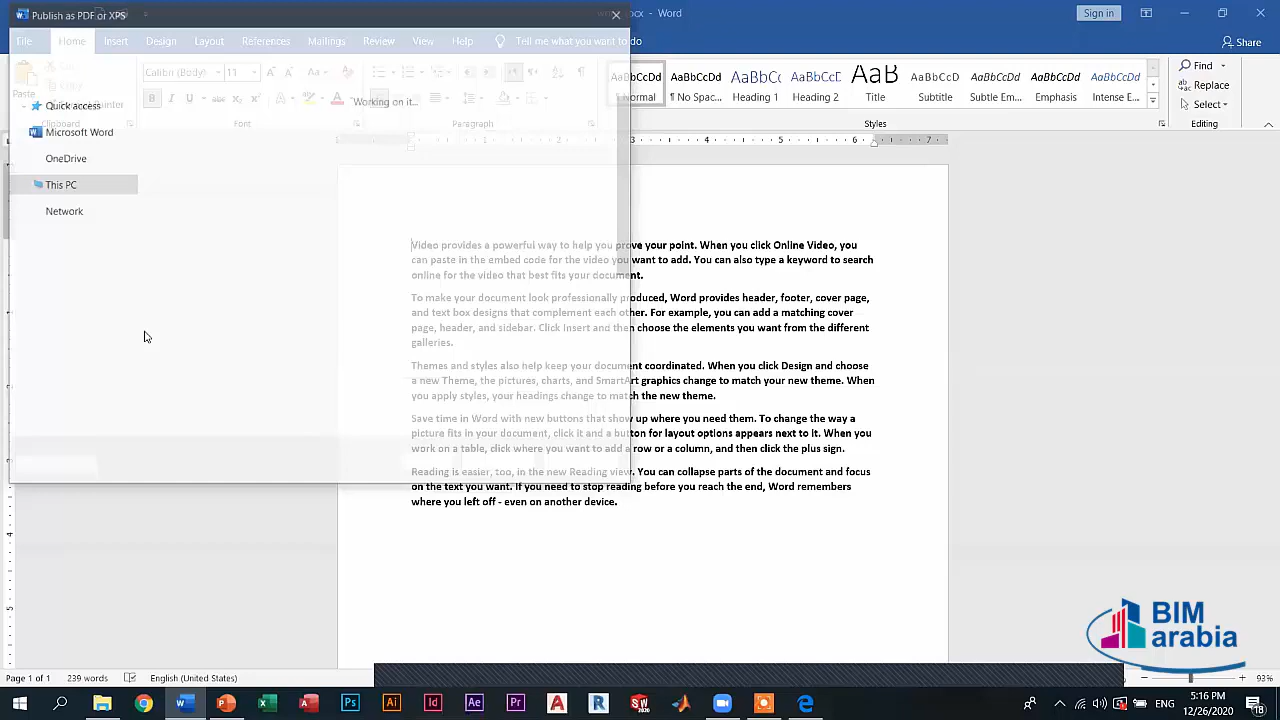 Publish as PDF or XPS
- Word
Sign in
File Home Insert Design Layout References Mailings Review View Help Tell me what you want to do
Share
Calibri (Body) 11
AaBbCcDd AaBbCcDd AaBbCc AaBbCcC AaB AaBbCcD AaBbCcDd AaBbCcDd AaBbCcDd
Normal ¶ No Spac... Heading 1 Heading 2 Title Subtitle Subtle Em... Emphasis Intense E...
Find
Replace
Select
Paste
Working on it...
Clipboard Font Paragraph Styles Editing
Quick access
Microsoft Word
OneDrive
This PC
Network
3 4 5 6 7
Video provides a powerful way to help you prove your point. When you click Online Video, you
can paste in the embed code for the video you want to add. You can also type a keyword to search
online for the video that best fits your document.
To make your document look professionally produced, Word provides header, footer, cover page,
and text box designs that complement each other. For example, you can add a matching cover
page, header, and sidebar. Click Insert and then choose the elements you want from the different
galleries.
Themes and styles also help keep your document coordinated. When you click Design and choose
a new Theme, the pictures, charts, and SmartArt graphics change to match your new theme. When
you apply styles, your headings change to match the new theme.
Save time in Word with new buttons that show up where you need them. To change the way a
picture fits in your document, click it and a button for layout options appears next to it. When you
work on a table, click where you want to add a row or a column, and then click the plus sign.
Reading is easier, too, in the new Reading view. You can collapse parts of the document and focus
on the text you want. If you need to stop reading before you reach the end, Word remembers
where you left off - even on another device.
BIM
arabia
Page 1 of 1 239 words English (United States)
93%
ENG
5:16 PM
12/26/2020